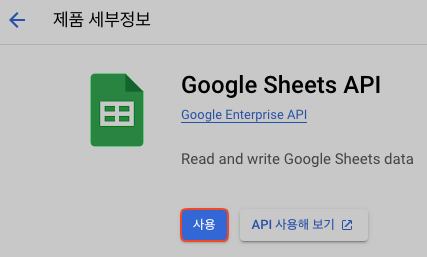 제품 세부정보
Google Sheets API
Google Enterprise API
Read and write Google Sheets data
사용
API 사용해 보기